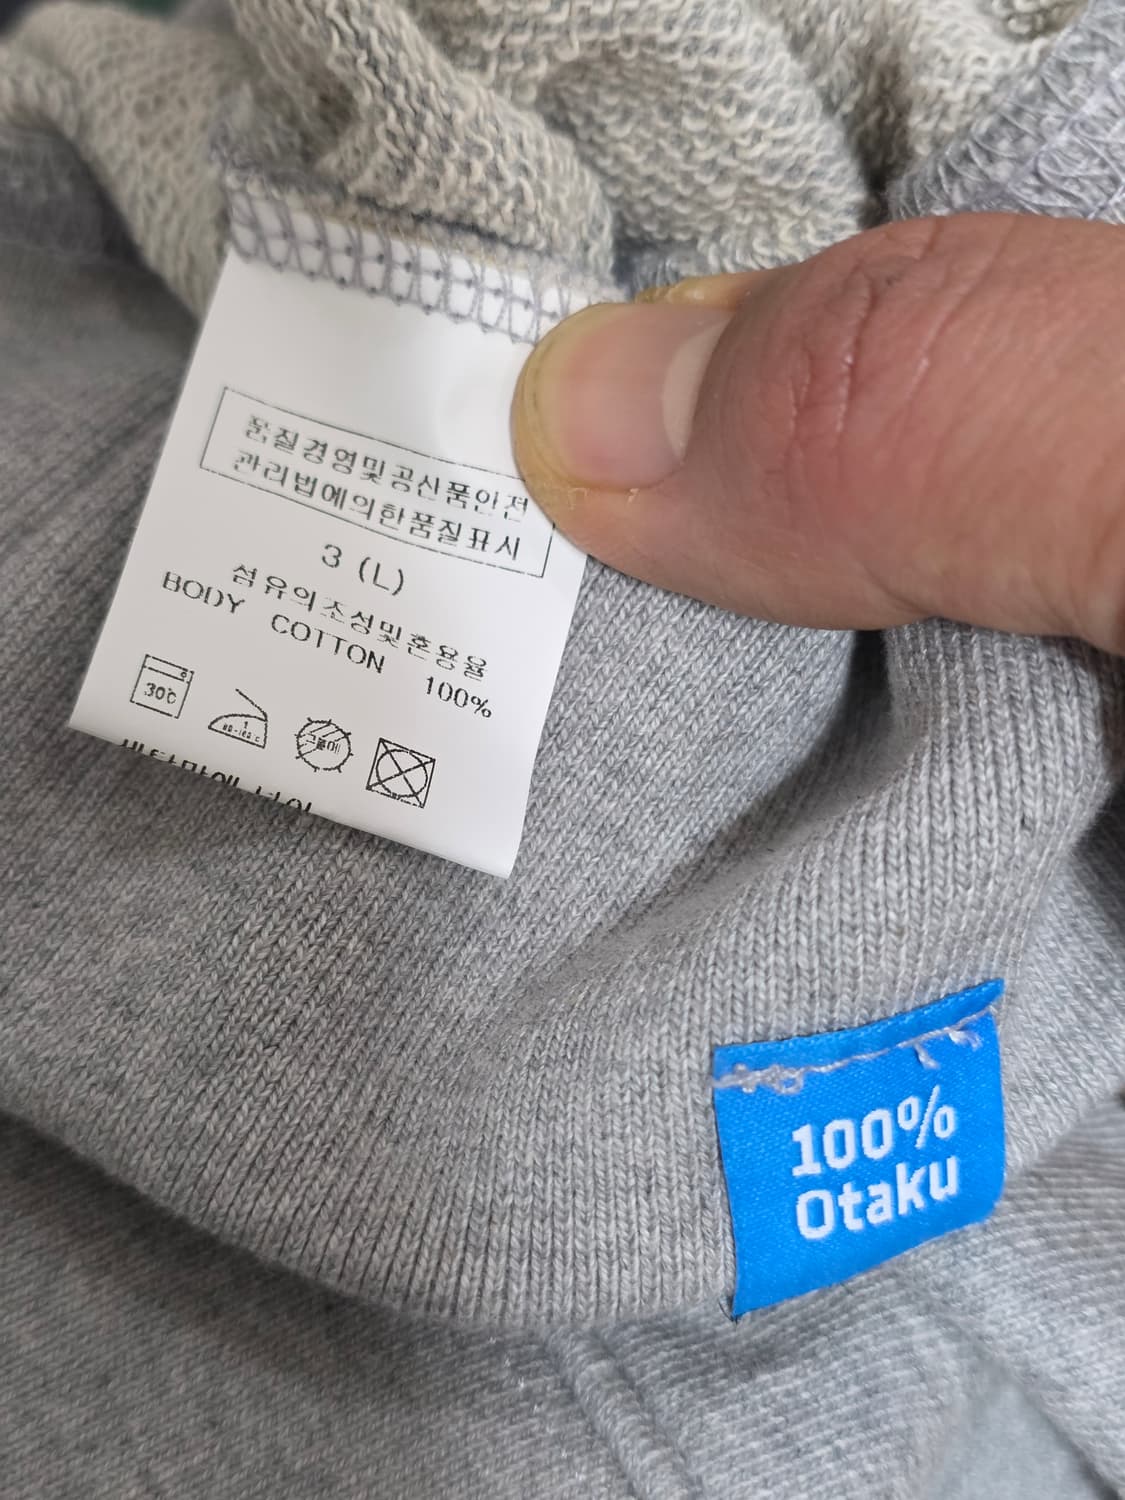 품질경영및공산품안전
관리법에의한품질표시
3 (L)
섬유의조성및혼용율
BODY COTTON 100%
30℃
1
100%
Otaku